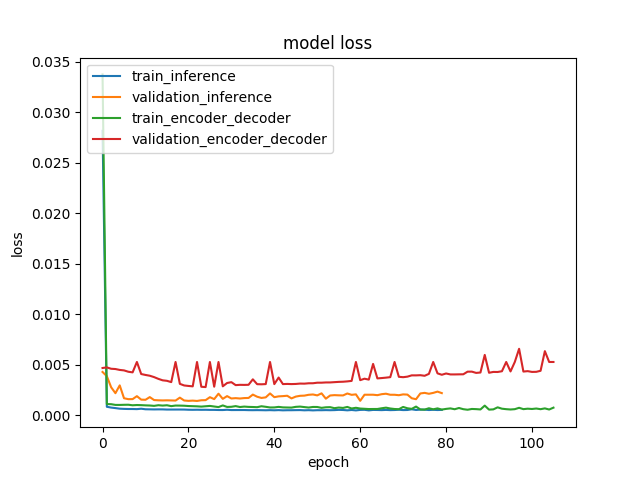 model loss
train_inference
validation_inference
train_encoder_decoder
validation_encoder_decoder
0.035
0.030
0.025
0.020
0.015
0.010
0.005
0.000
loss
0 20 40 60 80 100
epoch